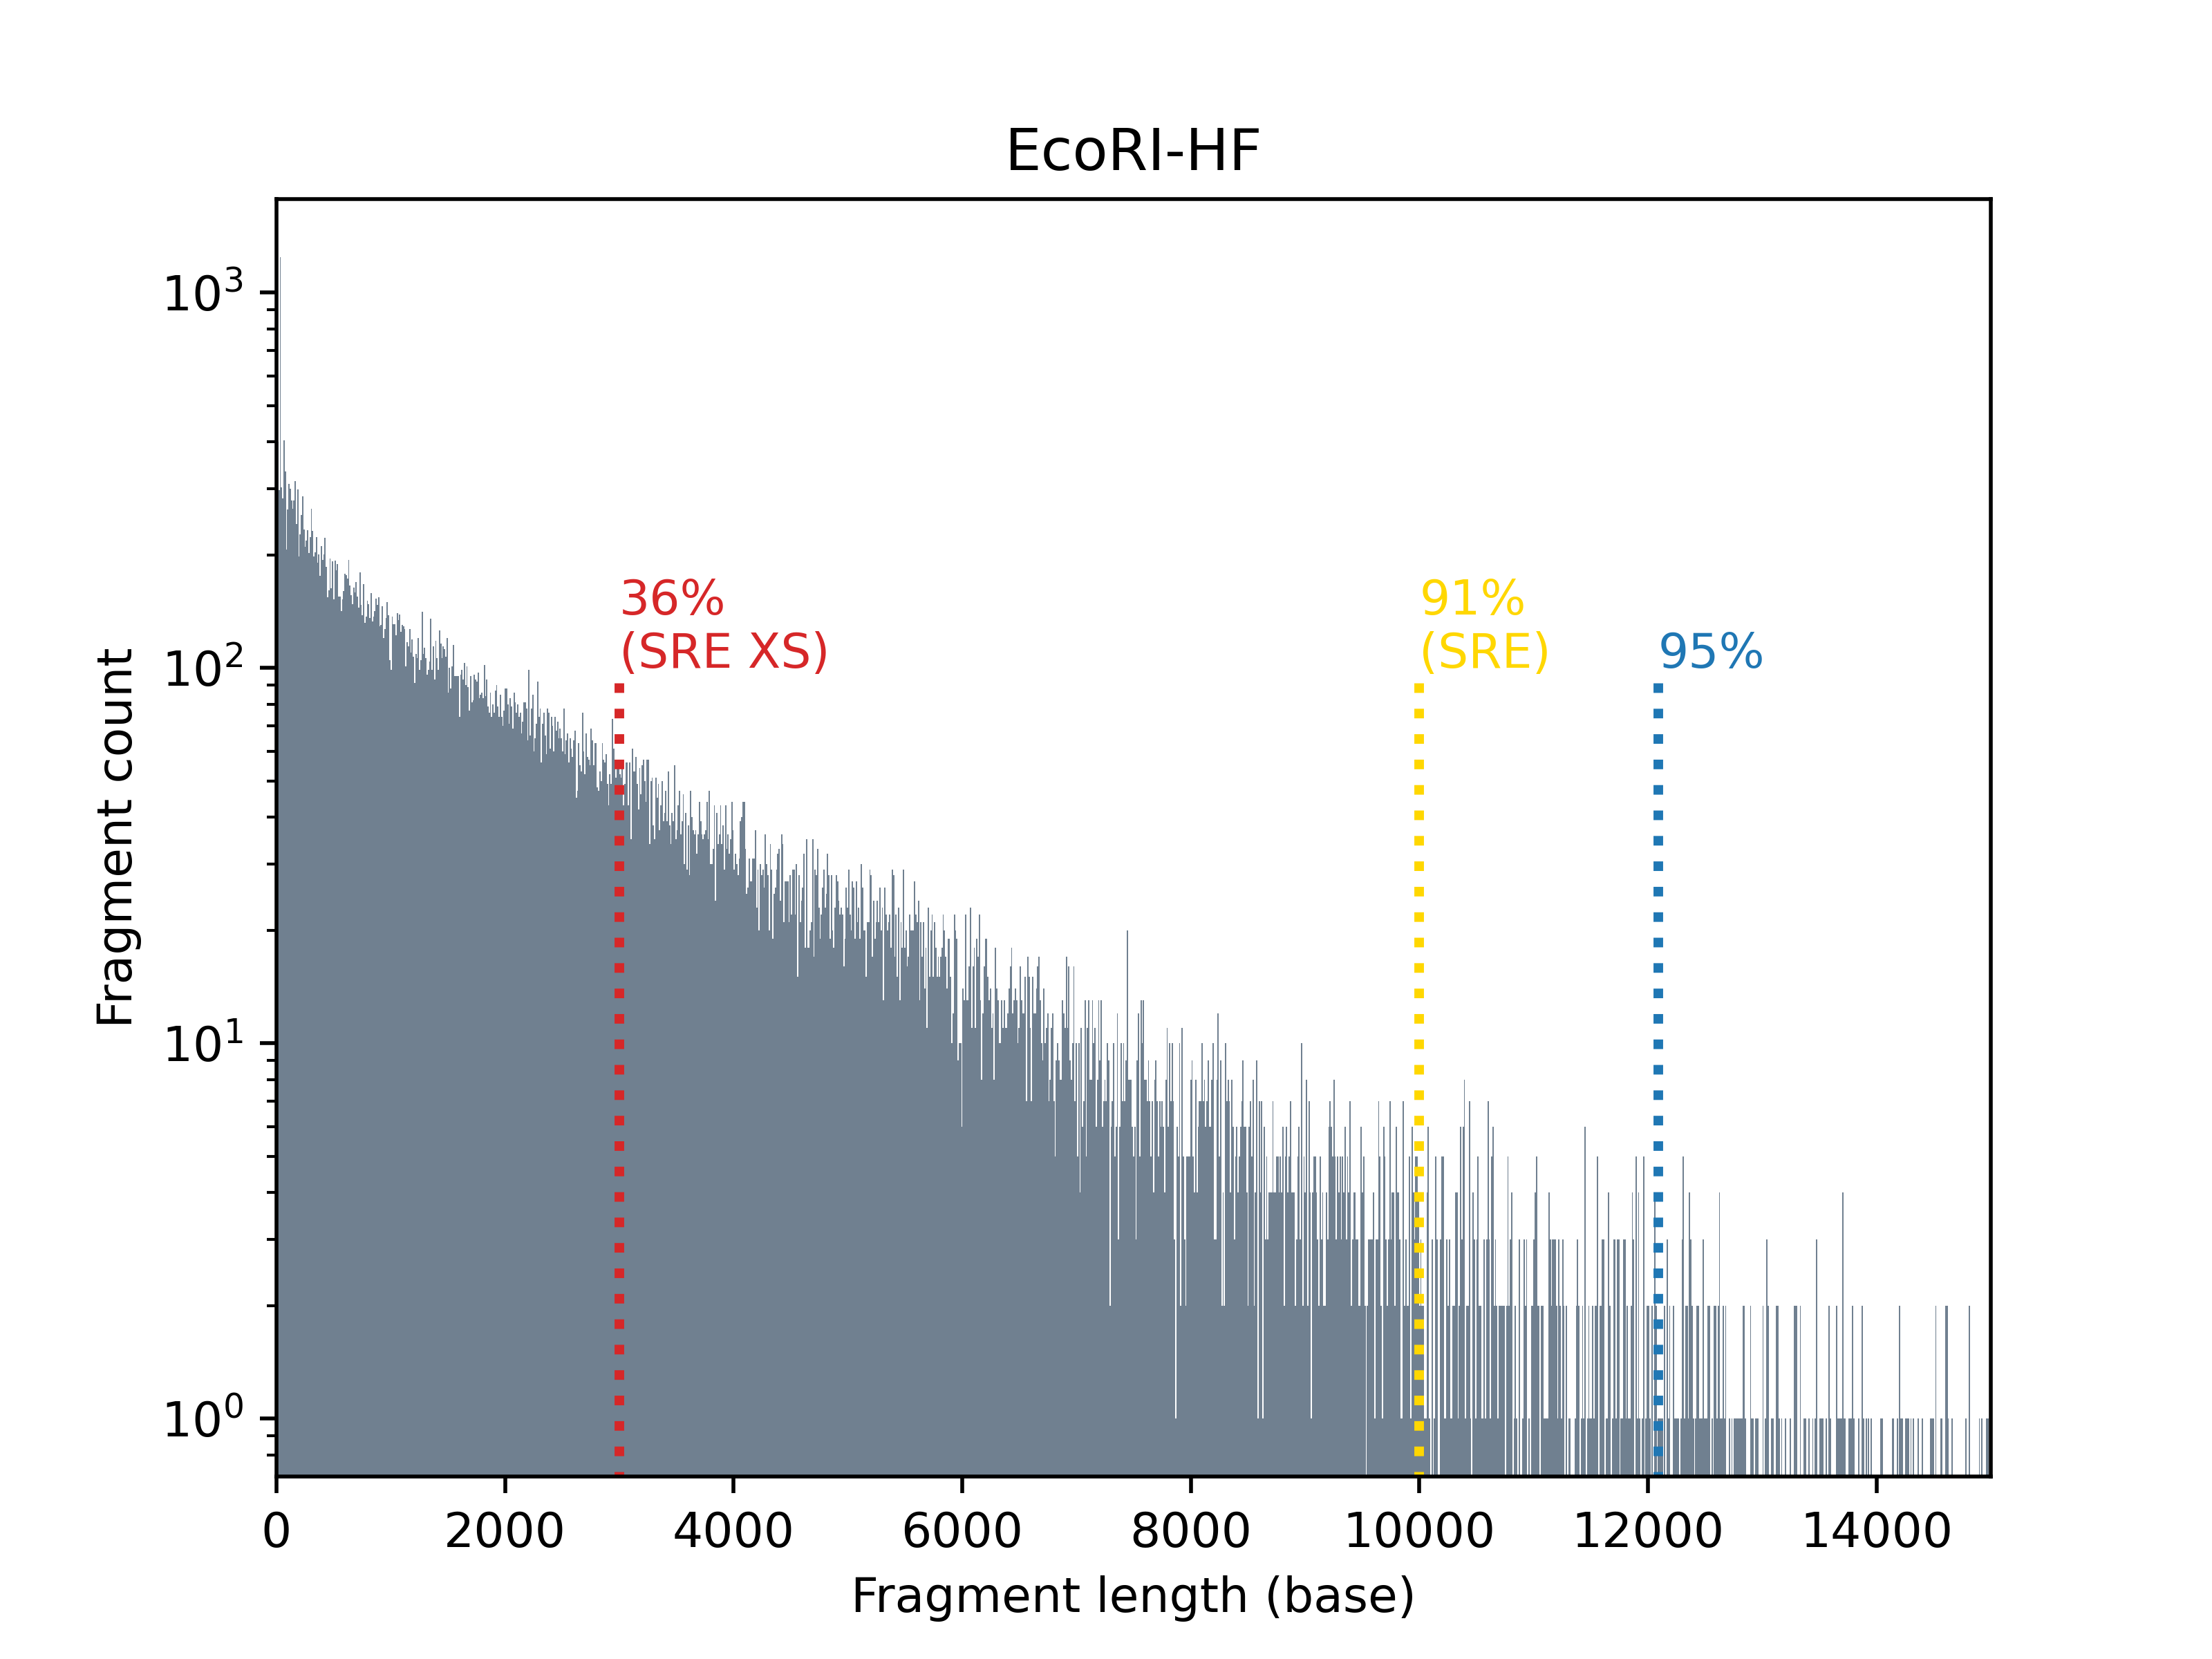 EcoRI-HF
Fragment count
10³
10²
10¹
10⁰
36%
(SRE XS)
91%
(SRE)
95%
0 2000 4000 6000 8000 10000 12000 14000
Fragment length (base)